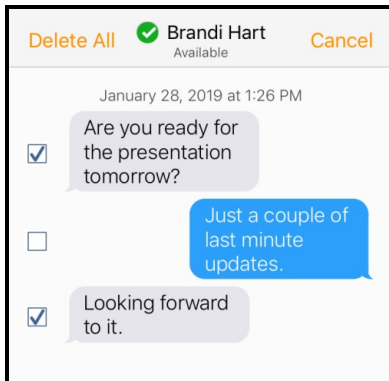 Delete All
Brandi Hart
Cancel
Available
January 28, 2019 at 1:26 PM
Are you ready for
the presentation
tomorrow?
Just a couple of
last minute
updates.
Looking forward
to it.